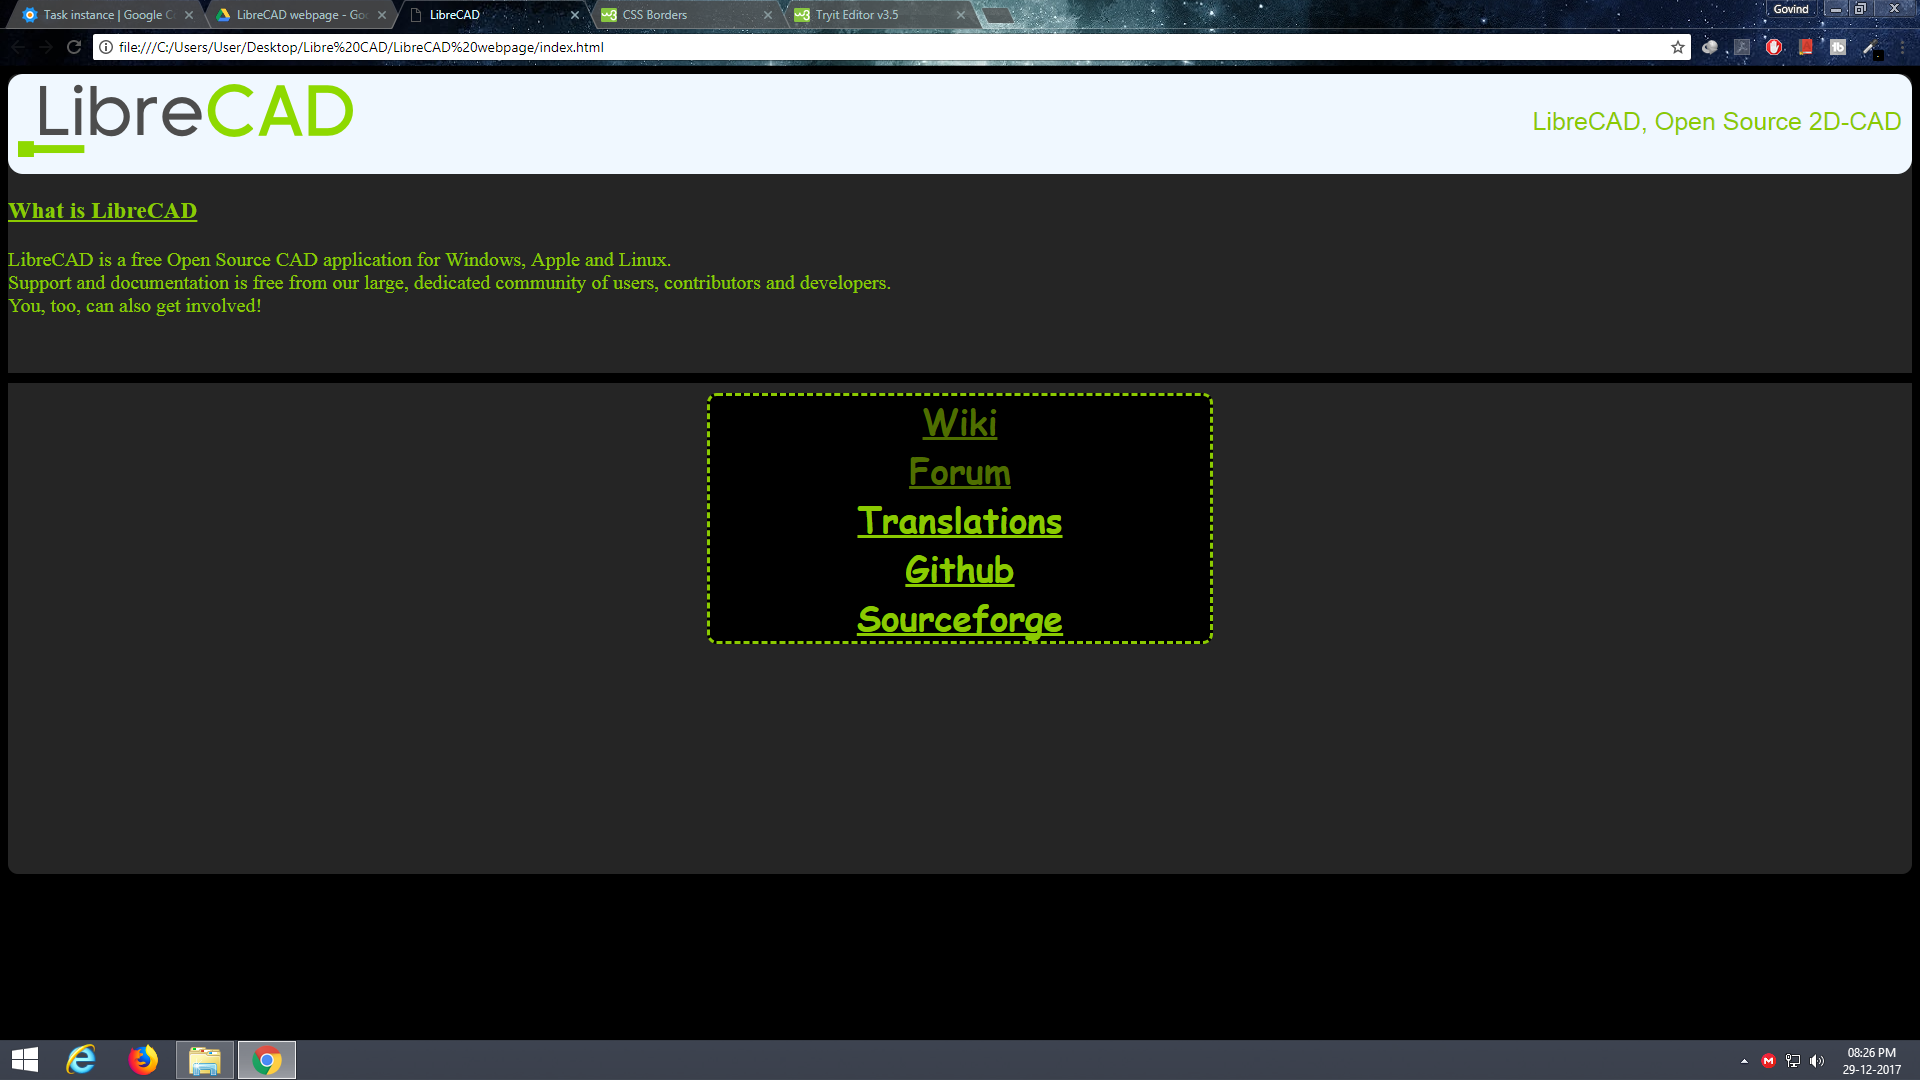 Task instance | Google C
LibreCAD webpage - Goo
LibreCAD
CSS Borders
Tryit Editor v3.5
Govind
file:///C:/Users/User/Desktop/Libre%20CAD/LibreCAD%20webpage/index.html
LibreCAD
LibreCAD, Open Source 2D-CAD
What is LibreCAD
LibreCAD is a free Open Source CAD application for Windows, Apple and Linux.
Support and documentation is free from our large, dedicated community of users, contributors and developers.
You, too, can also get involved!
Wiki
Forum
Translations
Github
Sourceforge
08:26 PM
29-12-2017